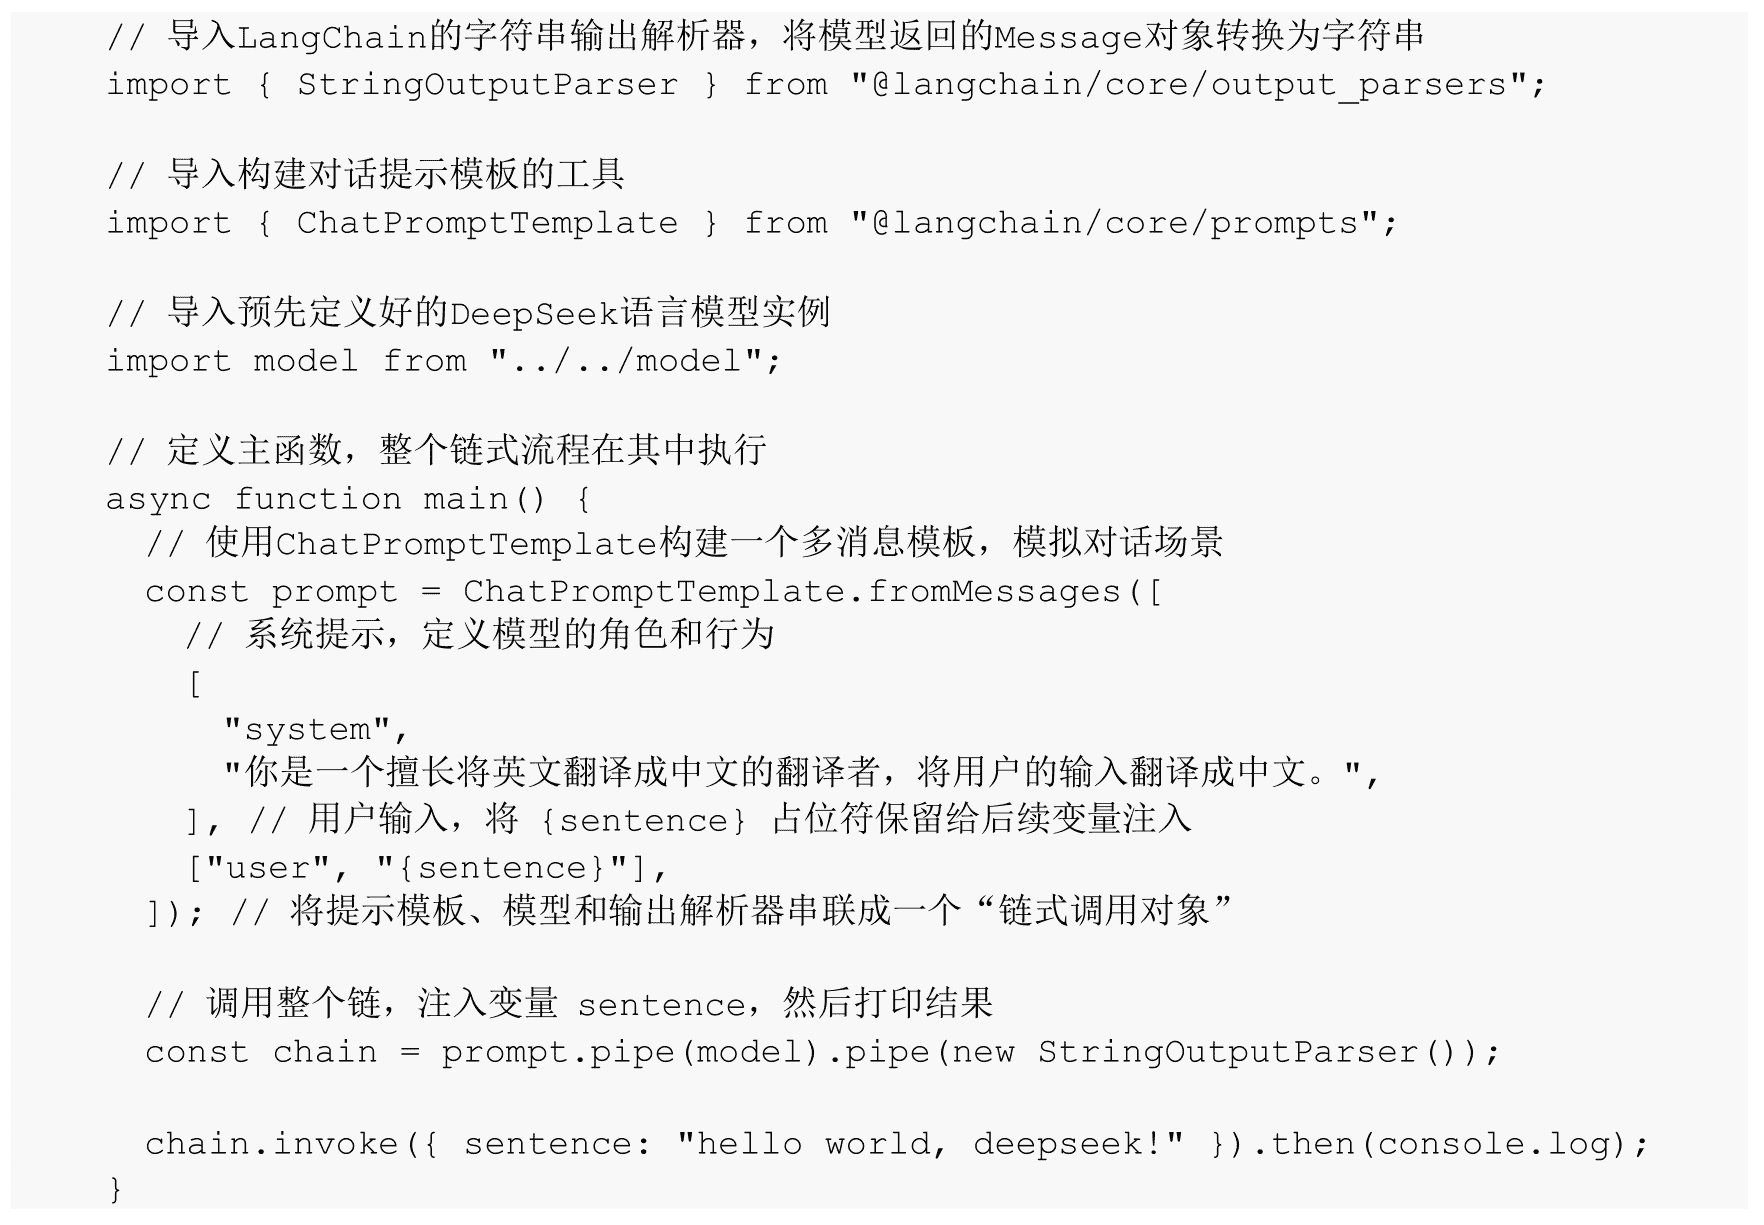 // 导入LangChain的字符串输出解析器，将模型返回的Message对象转换为字符串
import { StringOutputParser } from "@langchain/core/output_parsers";
// 导入构建对话提示模板的工具
import { ChatPromptTemplate } from "@langchain/core/prompts";
// 导入预先定义好的DeepSeek语言模型实例
import model from "../../model";
// 定义主函数，整个链式流程在其中执行
async function main() {
  // 使用ChatPromptTemplate构建一个多消息模板，模拟对话场景
  const prompt = ChatPromptTemplate.fromMessages([
    // 系统提示，定义模型的角色和行为
    [
      "system",
      "你是一个擅长将英文翻译成中文的翻译者，将用户的输入翻译成中文。",
    ], // 用户输入，将 {sentence} 占位符保留给后续变量注入
    ["user", "{sentence}"],
  ]); // 将提示模板、模型和输出解析器串联成一个“链式调用对象”
  // 调用整个链，注入变量 sentence，然后打印结果
  const chain = prompt.pipe(model).pipe(new StringOutputParser());
  chain.invoke({ sentence: "hello world, deepseek!" }).then(console.log);
}